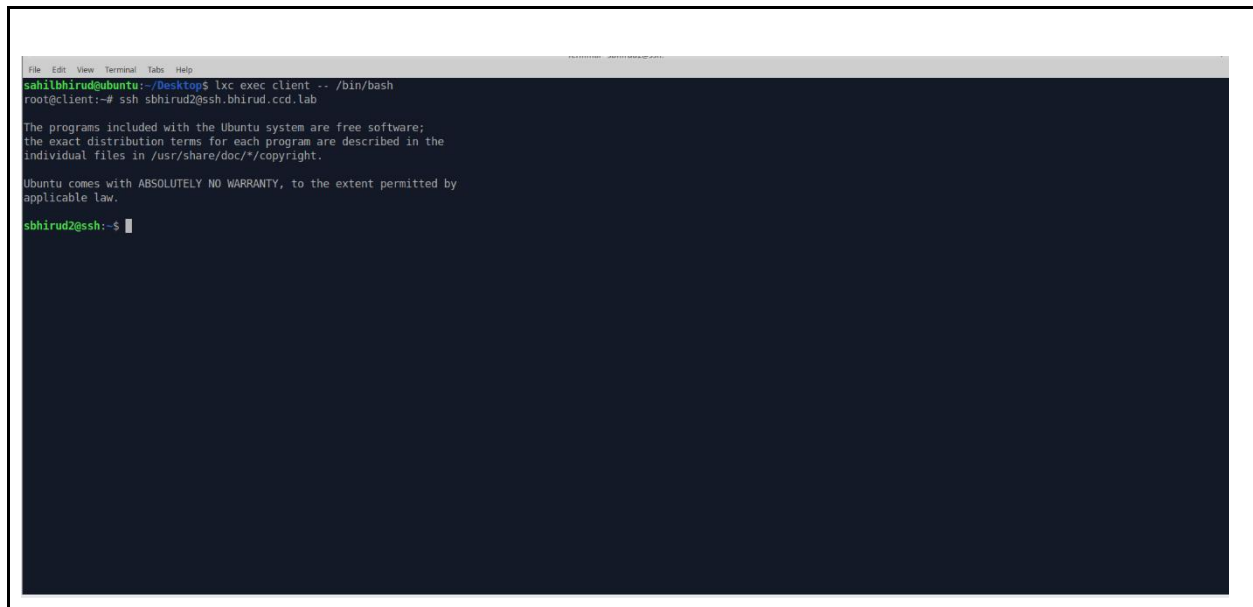 File Edit View Terminal Tabs Help
sahilbhirud@ubuntu:~/Desktop$ lxc exec client -- /bin/bash
root@client:~# ssh sbhirud2@ssh.bhirud.ccd.lab
The programs included with the Ubuntu system are free software;
the exact distribution terms for each program are described in the
individual files in /usr/share/doc/*/copyright.
Ubuntu comes with ABSOLUTELY NO WARRANTY, to the extent permitted by
applicable law.
sbhirud2@ssh:~$